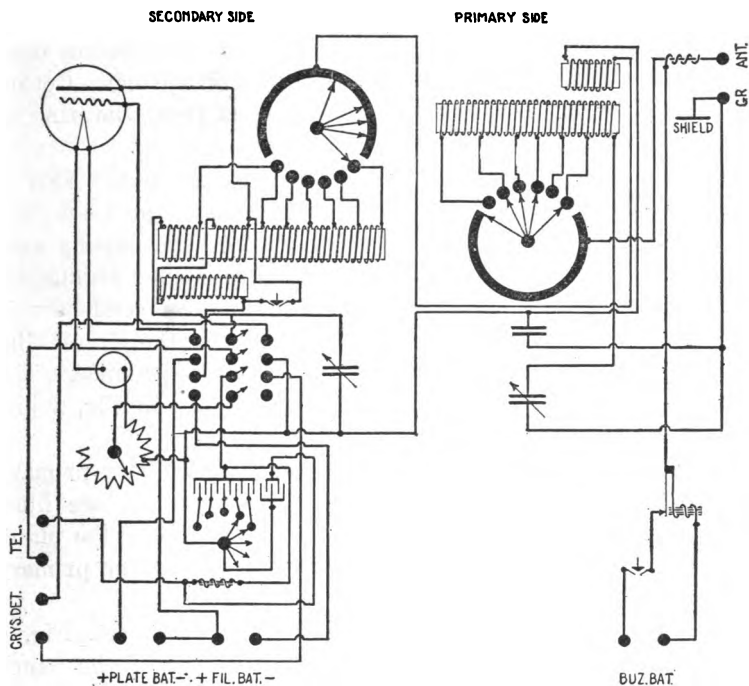 SECONDARY SIDE
PRIMARY SIDE
ANT.
GR
SHIELD
TEL.
CRYS.DET.
+PLATE BAT.-·+ FIL.BAT.-
BUZ.BAT.